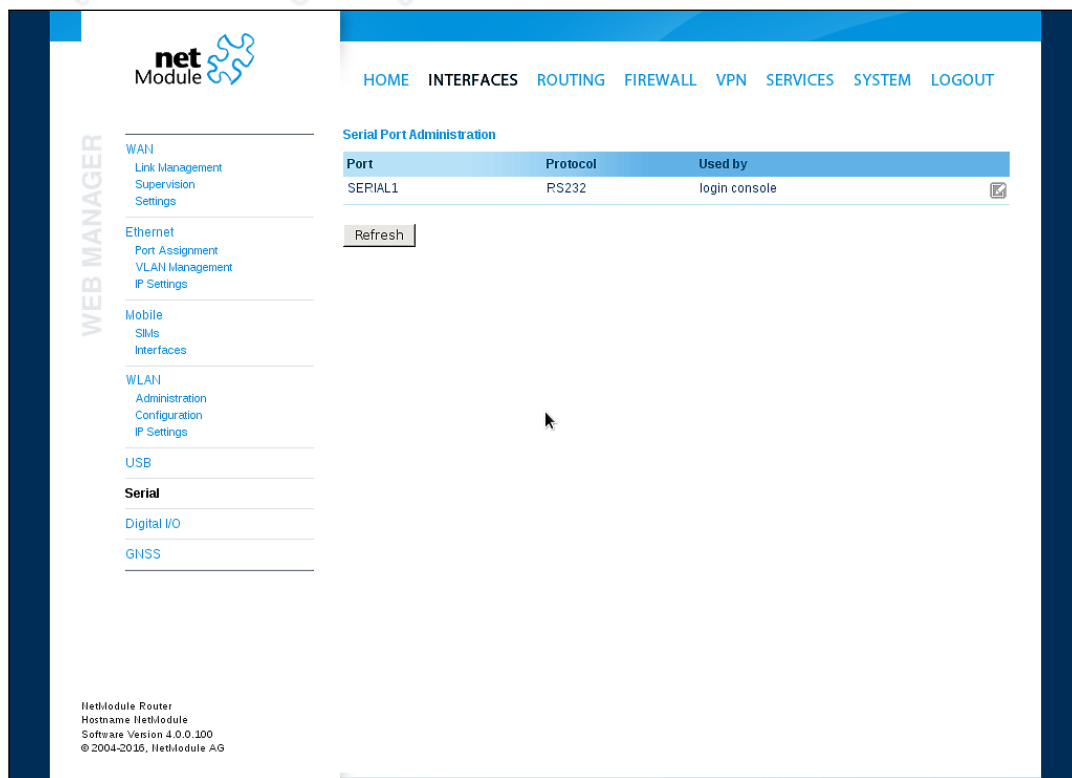 net
Module
HOME INTERFACES ROUTING FIREWALL VPN SERVICES SYSTEM LOGOUT
WEB MANAGER
WAN
Link Management
Supervision
Settings
Ethernet
Port Assignment
VLAN Management
IP Settings
Mobile
SIMs
Interfaces
WLAN
Administration
Configuration
IP Settings
USB
Serial
Digital I/O
GNSS
Serial Port Administration
Port Protocol Used by
SERIAL1 RS232 login console
Refresh
NetModule Router
Hostname NetModule
Software Version 4.0.0.100
© 2004-2016, NetModule AG